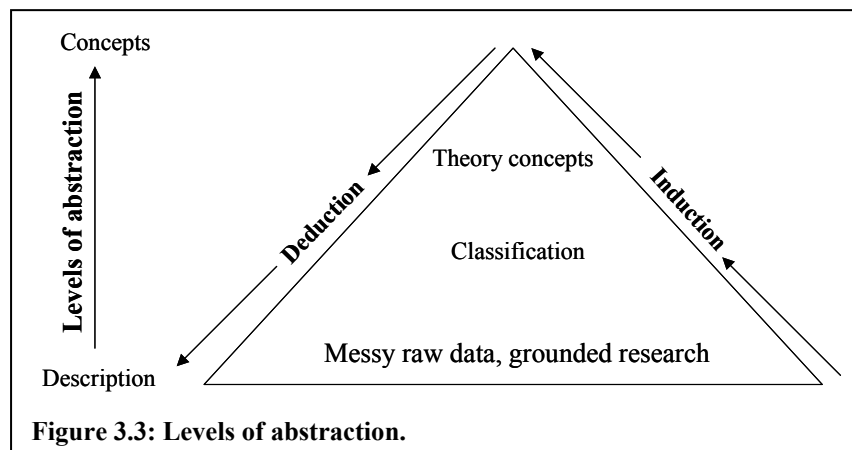 Concepts
Levels of abstraction
Description
Deduction
Induction
Theory concepts
Classification
Messy raw data, grounded research
Figure 3.3: Levels of abstraction.